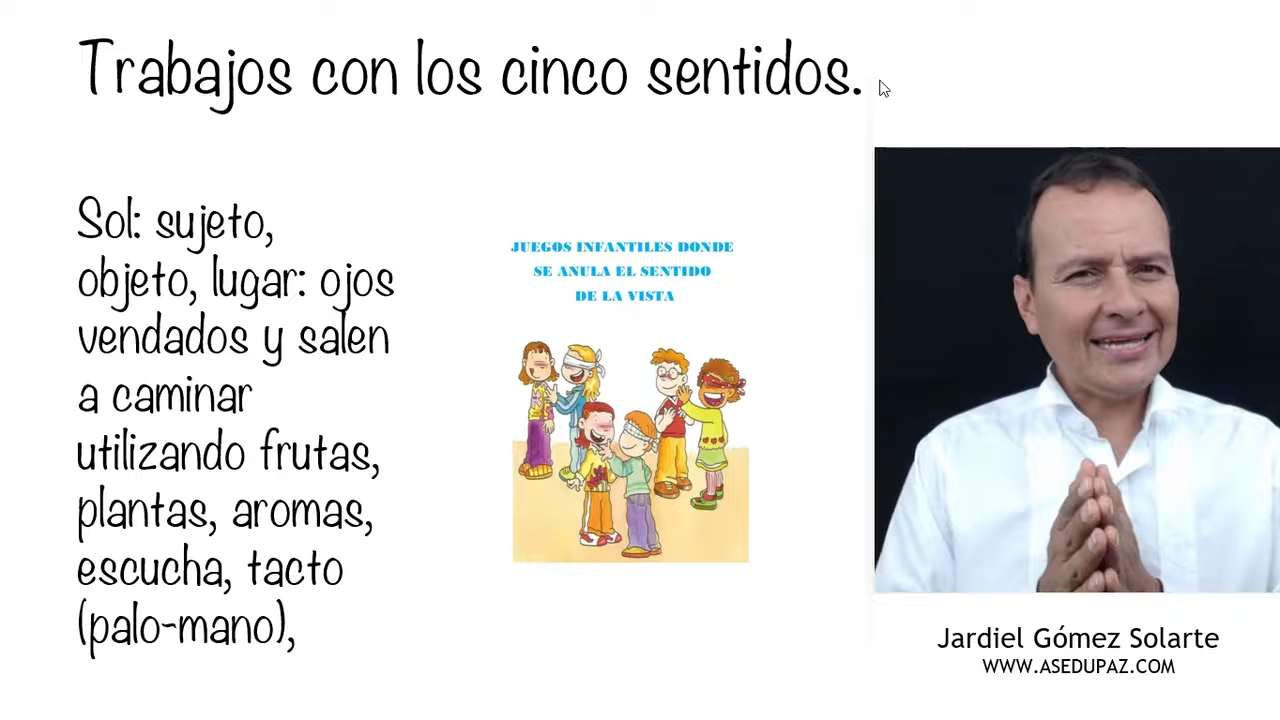 Trabajos con los cinco sentidos.
Sol: sujeto,
objeto, lugar: ojos
vendados y salen
a caminar
utilizando frutas,
plantas, aromas,
escucha, tacto
(palo-mano),
JUEGOS INFANTILES DONDE
SE ANULA EL SENTIDO
DE LA VISTA
Jardiel Gómez Solarte
WWW.ASEDUPAZ.COM